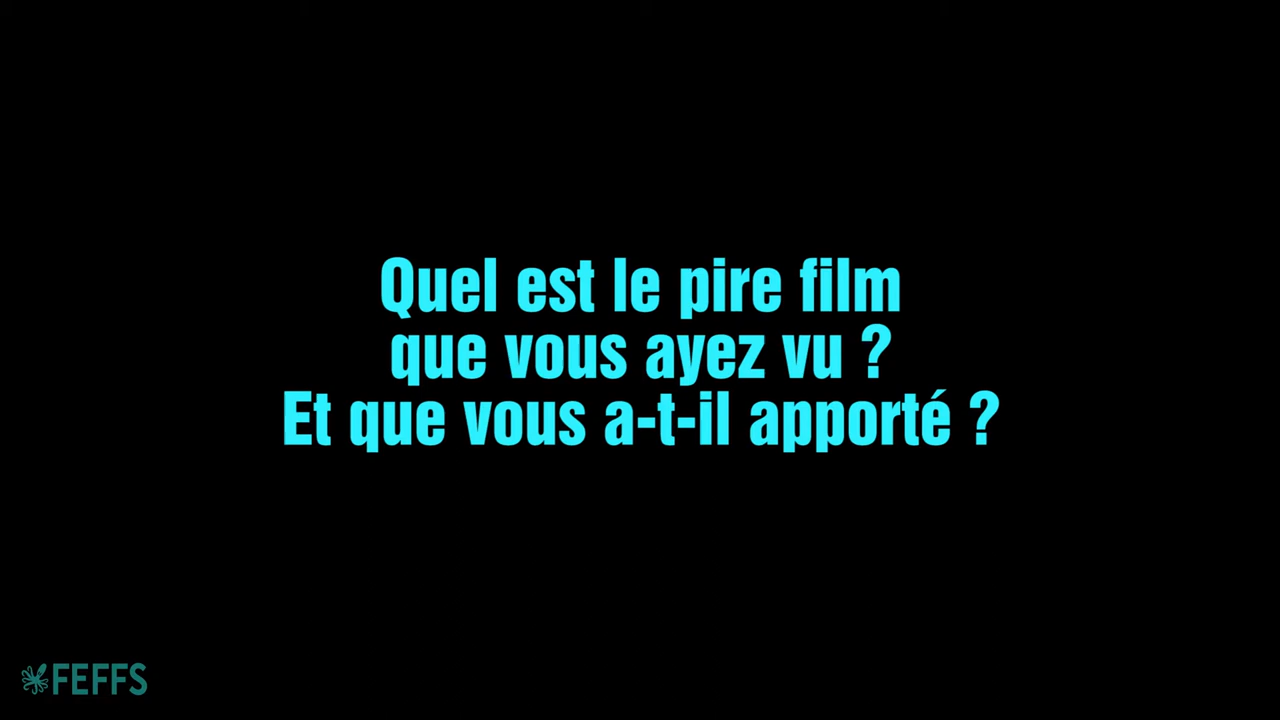 Quel est le pire film
que vous ayez vu ?
Et que vous a-t-il apporté ?
FEFFS